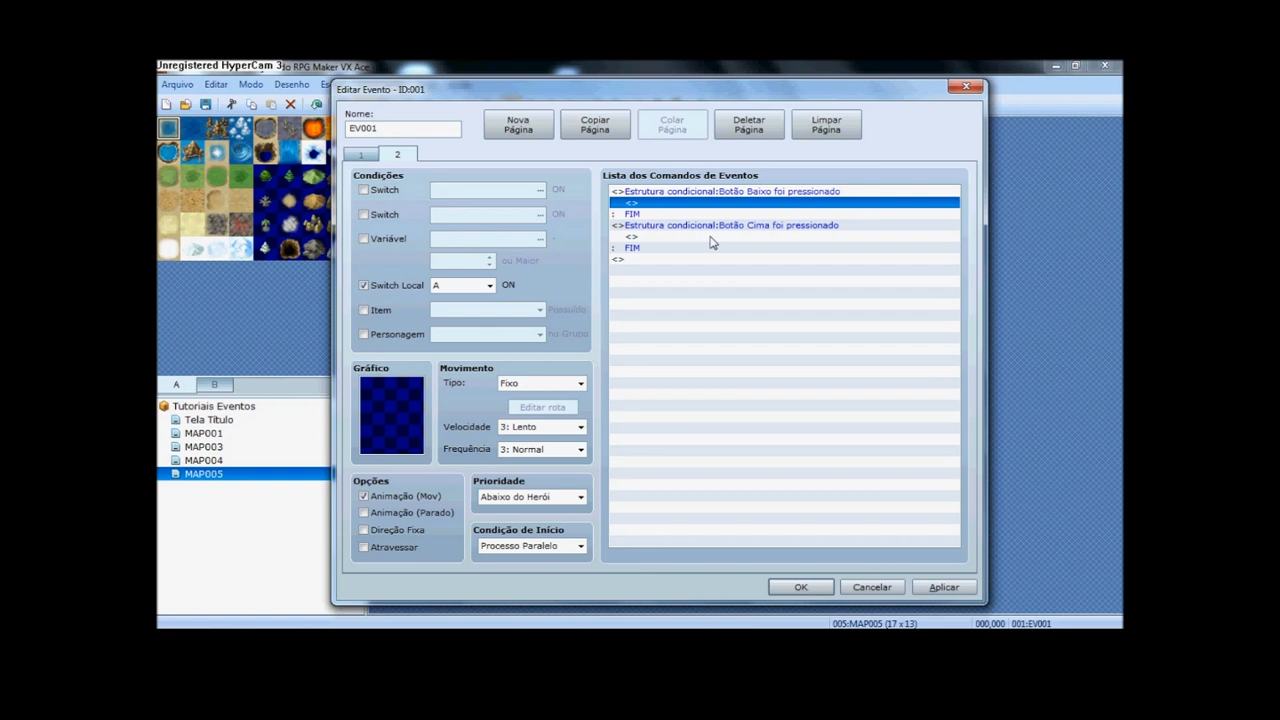 Unregistered HyperCam 3
do RPG Maker VX Ace
Arquivo Editar Modo Desenho
Editar Evento - ID:001
Nome:
EV001
Nova Página
Copiar Página
Colar Página
Deletar Página
Limpar Página
1 2
Condições
Switch ... ON
Switch ... ON
Variável ...
ou Maior
Switch Local A ON
Item Possuído
Personagem no Grupo
Gráfico
Movimento
Tipo: Fixo
Editar rota
Velocidade 3: Lento
Frequência 3: Normal
Opções
Animação (Mov)
Animação (Parado)
Direção Fixa
Atravessar
Prioridade
Abaixo do Herói
Condição de Início
Processo Paralelo
Lista dos Comandos de Eventos
<>Estrutura condicional:Botão Baixo foi pressionado
<>
: FIM
<>Estrutura condicional:Botão Cima foi pressionado
<>
: FIM
<>
A B
Tutoriais Eventos
Tela Título
MAP001
MAP003
MAP004
MAP005
OK Cancelar Aplicar
005:MAP005 (17 x 13) 000,000 001:EV001